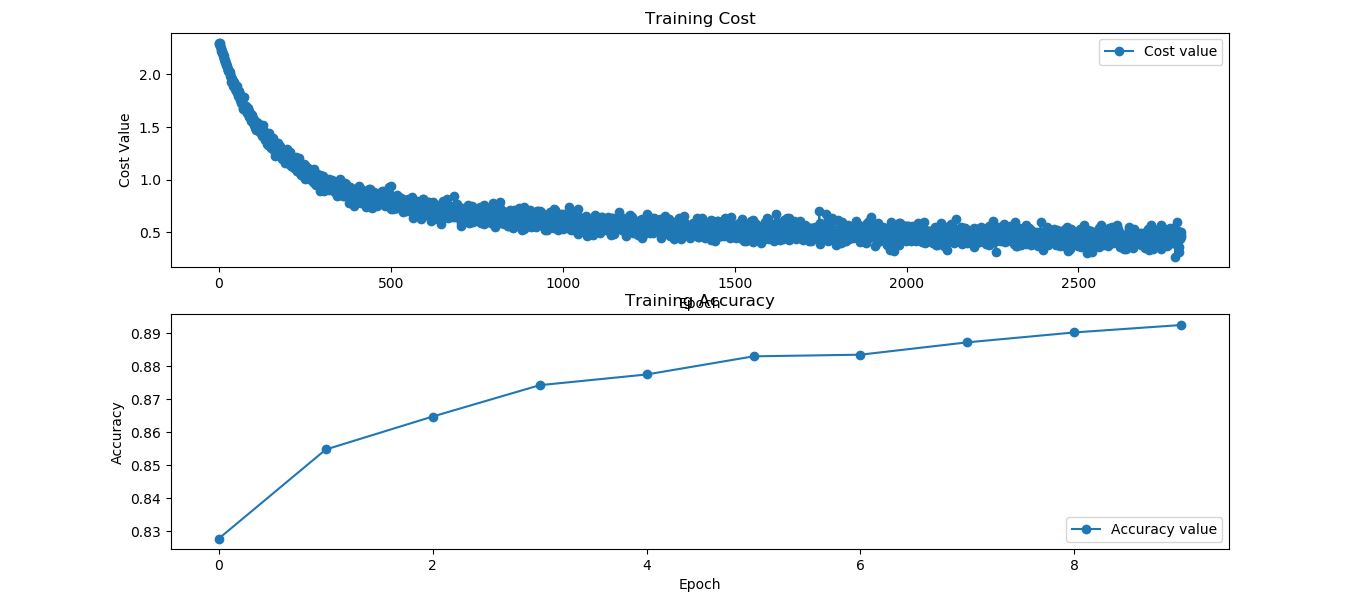 Training Cost
Cost value
Cost Value
2.0
1.5
1.0
0.5
0 500 1000 1500 2000 2500
Epoch
Training Accuracy
Accuracy
0.89
0.88
0.87
0.86
0.85
0.84
0.83
Accuracy value
0 2 4 6 8
Epoch